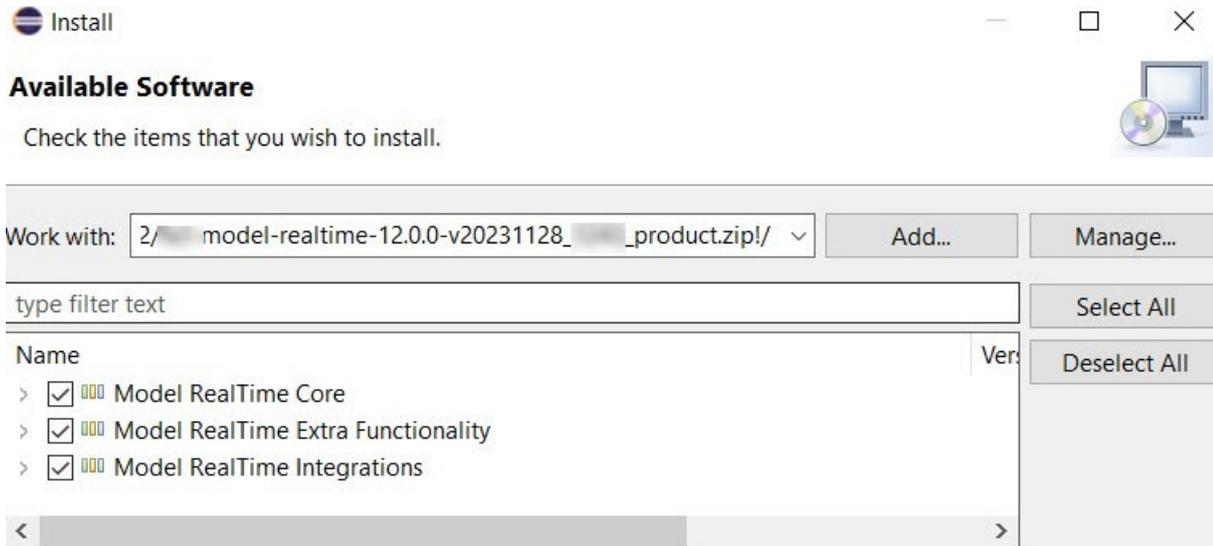 Install
Available Software
Check the items that you wish to install.
Work with: 2/ model-realtime-12.0.0-v20231128_ _product.zip!/ Add... Manage...
type filter text Select All
Name Deselect All
Model RealTime Core
Model RealTime Extra Functionality
Model RealTime Integrations